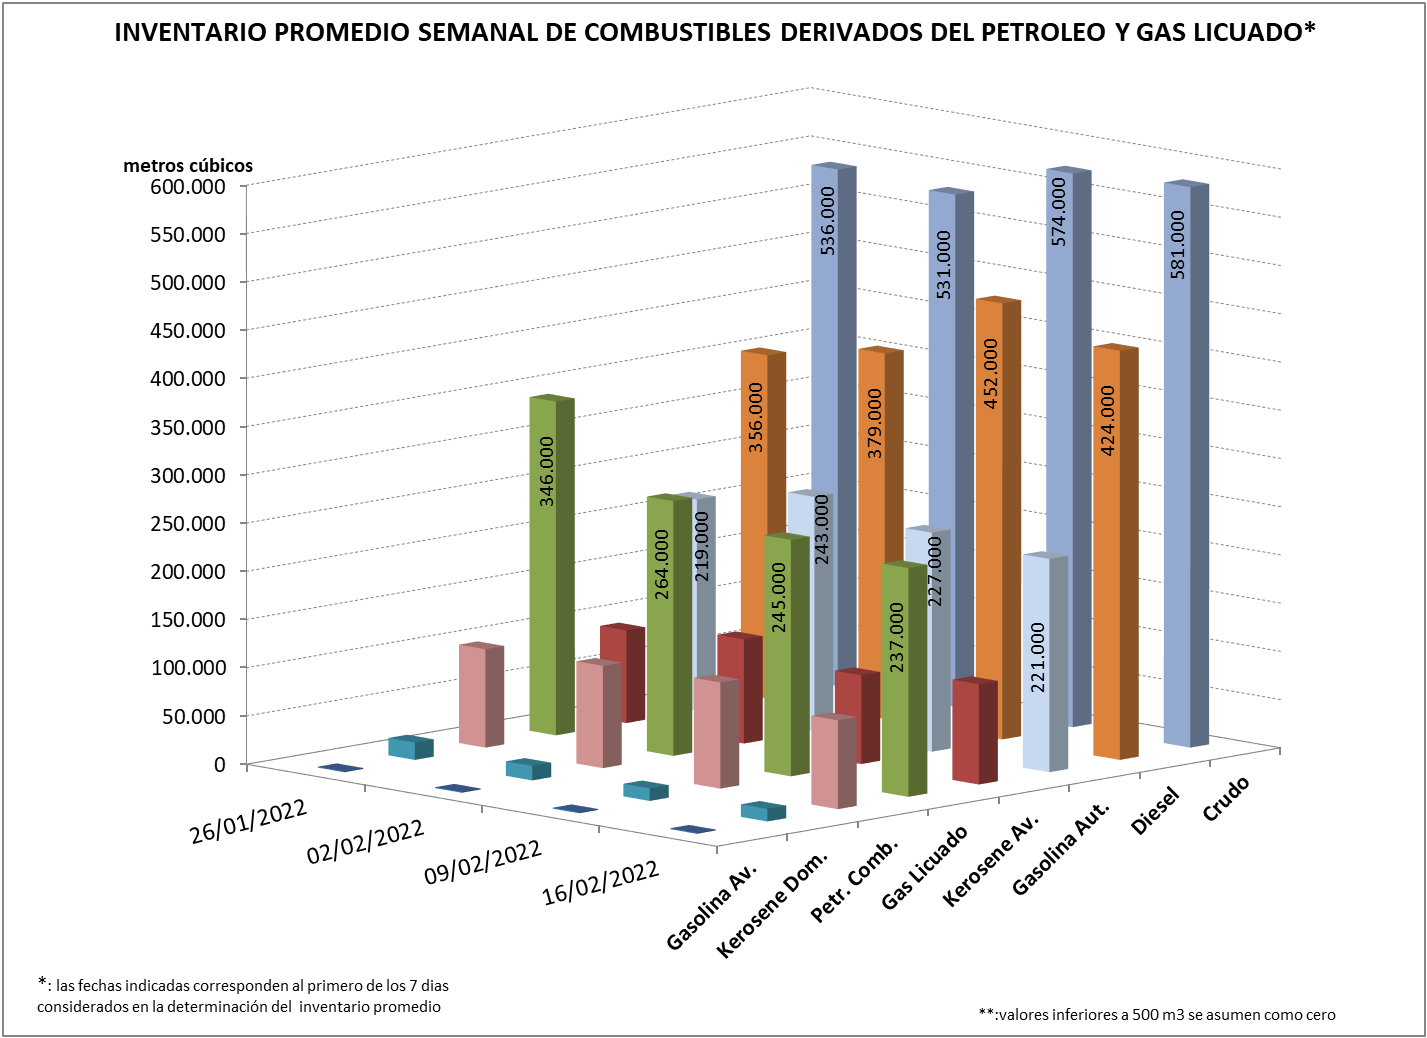 INVENTARIO PROMEDIO SEMANAL DE COMBUSTIBLES DERIVADOS DEL PETROLEO Y GAS LICUADO*
metros cúbicos
600.000
550.000
500.000
450.000
400.000
350.000
300.000
250.000
200.000
150.000
100.000
50.000
0
536.000
531.000
574.000
581.000
356.000
379.000
452.000
424.000
219.000
243.000
227.000
221.000
346.000
264.000
245.000
237.000
26/01/2022
02/02/2022
09/02/2022
16/02/2022
Gasolina Av.
Kerosene Dom.
Petr. Comb.
Gas Licuado
Kerosene Av.
Gasolina Aut.
Diesel
Crudo
*: las fechas indicadas corresponden al primero de los 7 dias
considerados en la determinación del inventario promedio
**:valores inferiores a 500 m3 se asumen como cero